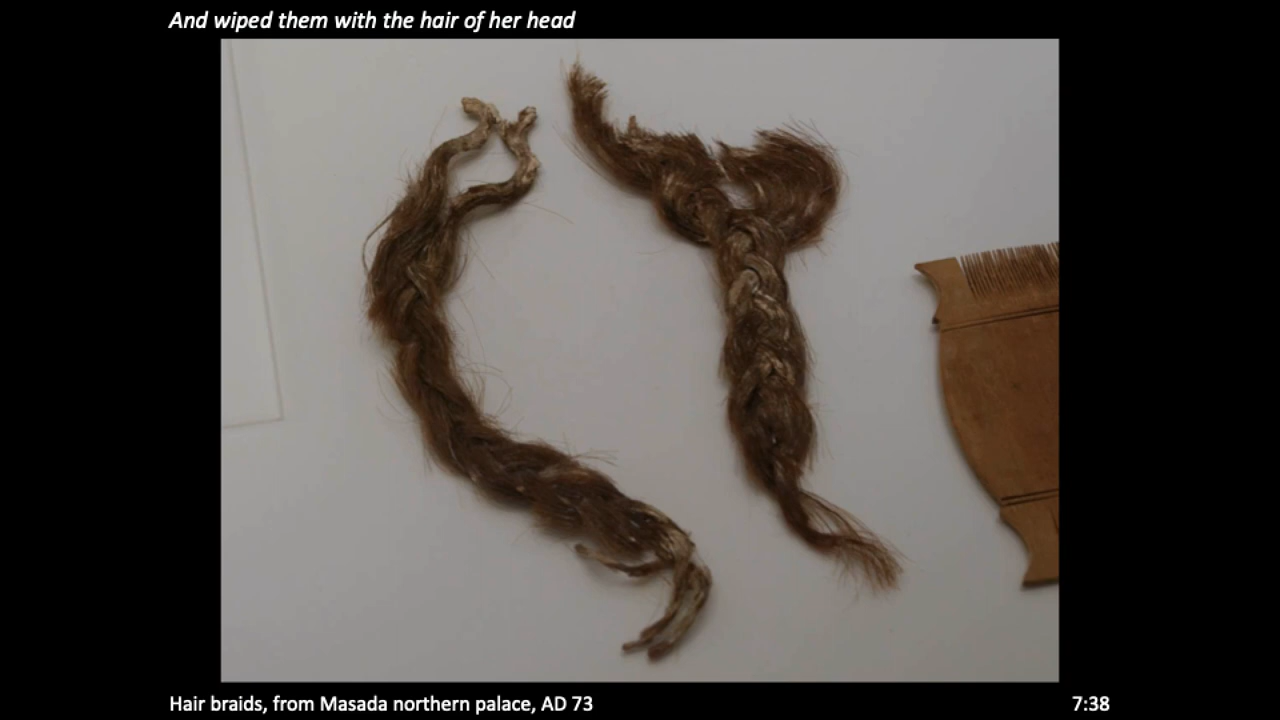 And wiped them with the hair of her head
Hair braids, from Masada northern palace, AD 73
7:38